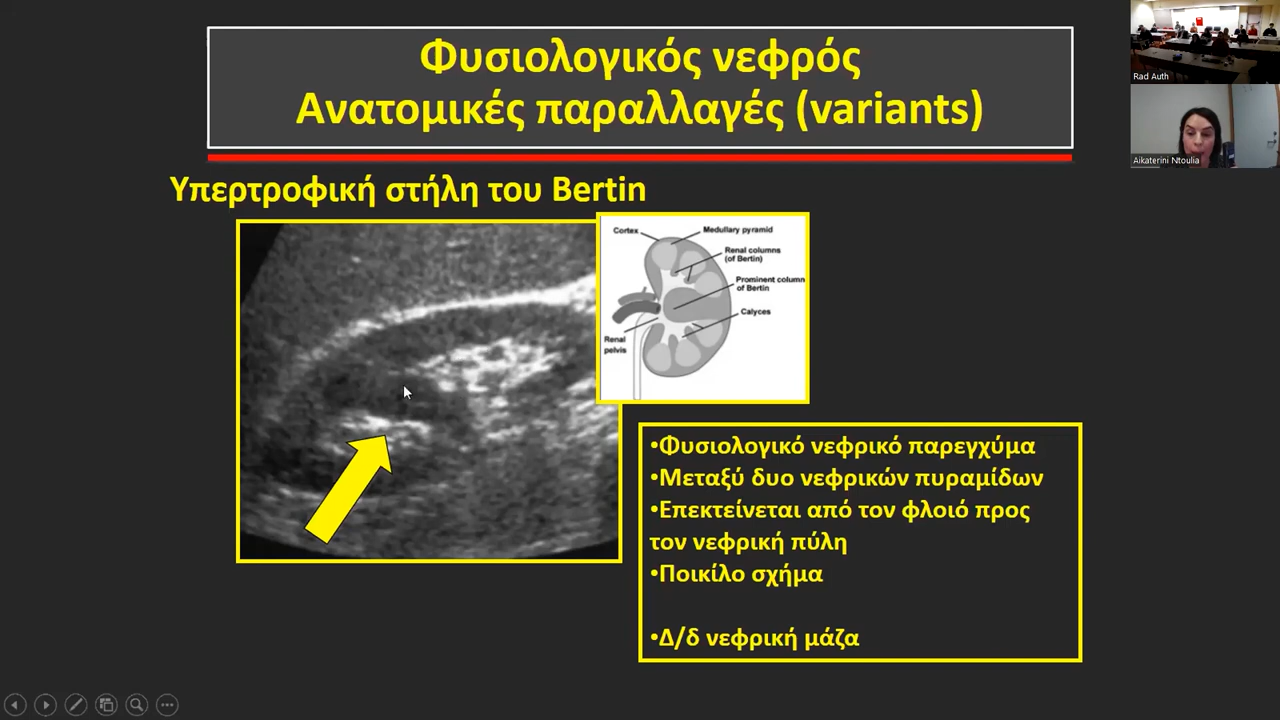 Φυσιολογικός νεφρός
Ανατομικές παραλλαγές (variants)
Rad Auth
Aikaterini Ntoulia
Υπερτροφική στήλη του Bertin
Cortex
Medullary pyramid
Renal columns
(of Bertin)
Prominent column
of Bertin
Calyces
Renal
pelvis
•Φυσιολογικό νεφρικό παρεγχύμα
•Μεταξύ δυο νεφρικών πυραμίδων
•Επεκτείνεται από τον φλοιό προς
τον νεφρική πύλη
•Ποικίλο σχήμα
•Δ/δ νεφρική μάζα